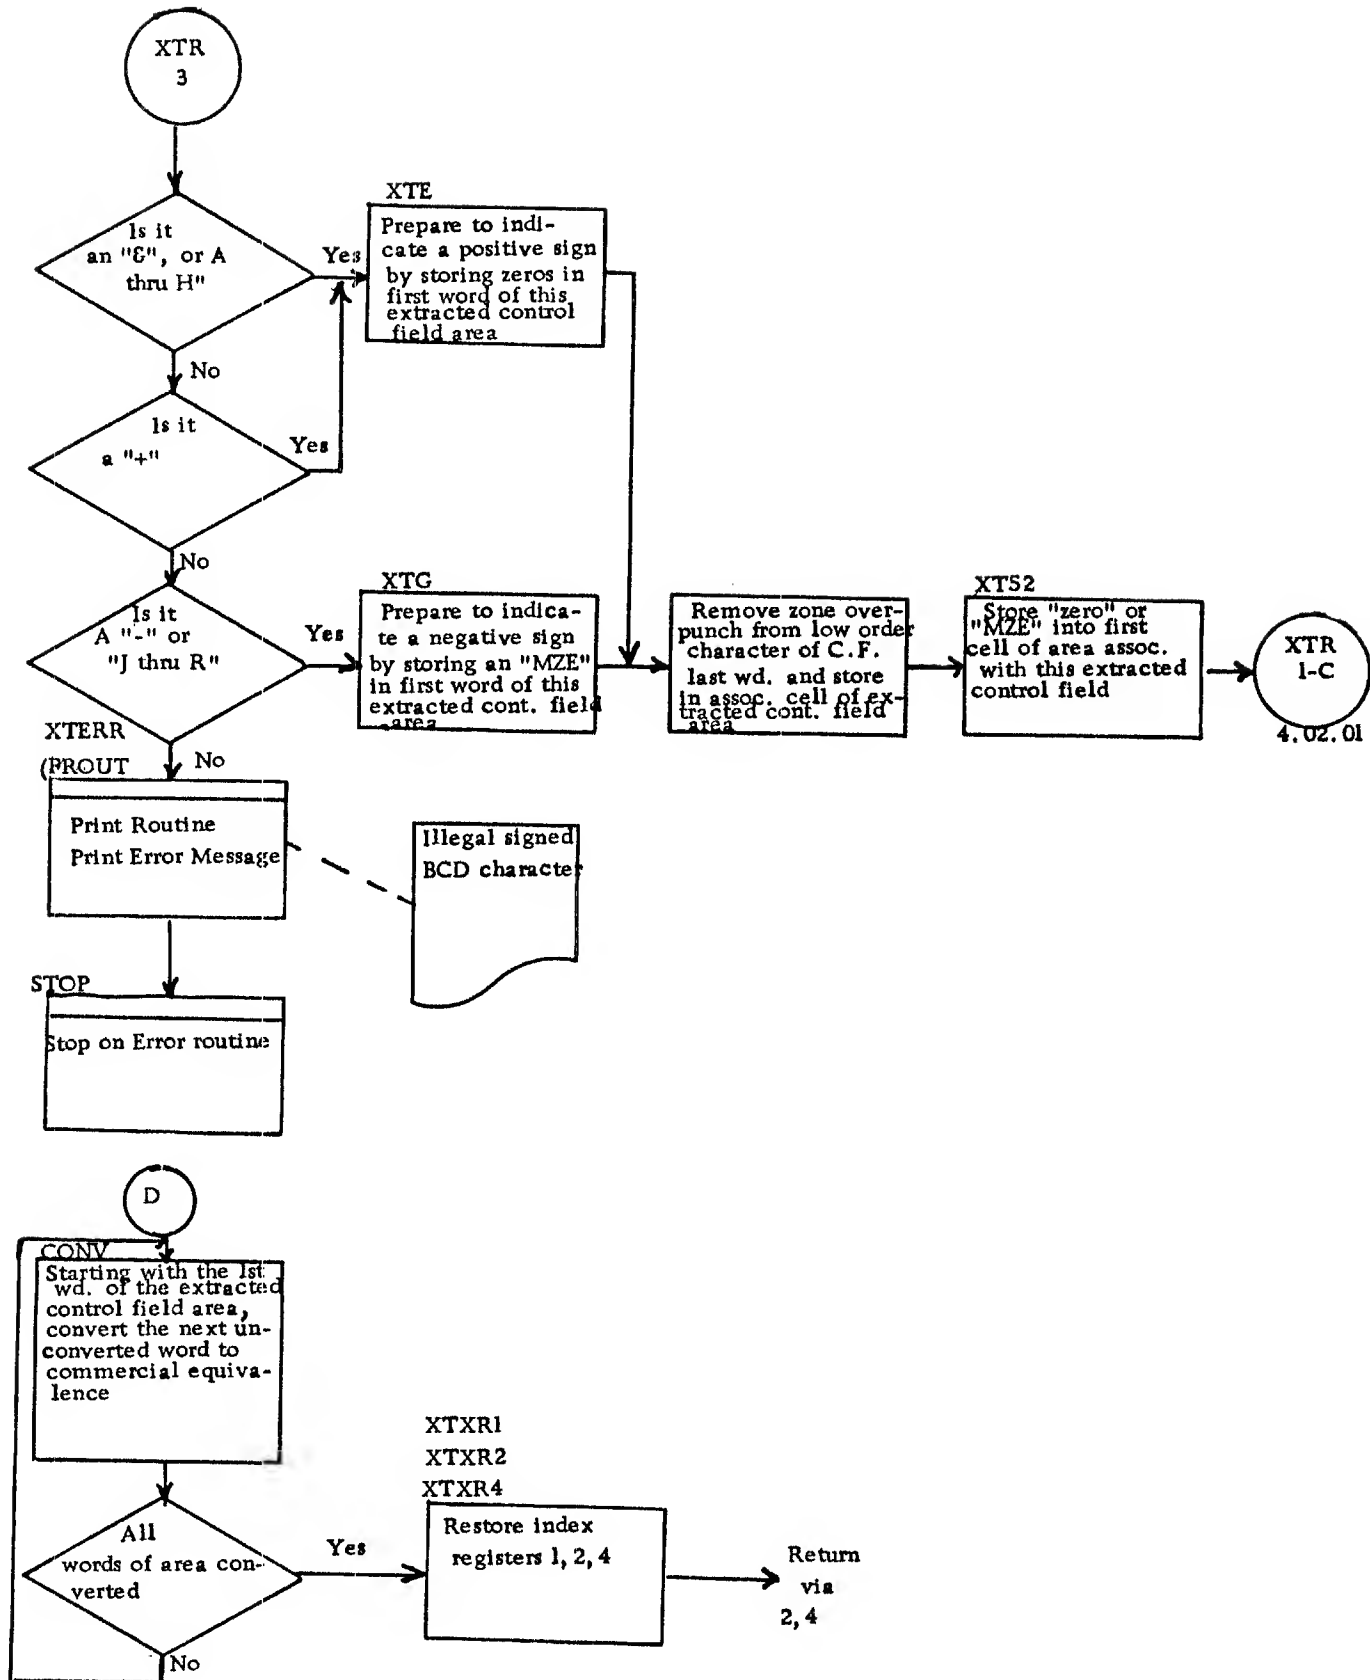 XTR
3
Is it
an "&", or A
thru H"
Yes
XTE
Prepare to indi-
cate a positive sign
by storing zeros in
first word of this
extracted control
field area
No
Is it
a "+"
Yes
No
Is it
A "-" or
"J thru R"
Yes
XTG
Prepare to indica-
te a negative sign
by storing an "MZE"
in first word of this
extracted cont. field
area
Remove zone over-
punch from low order
character of C.F.
last wd. and store
in assoc. cell of ex-
tracted cont. field
area
XTS2
Store "zero" or
"MZE" into first
cell of area assoc.
with this extracted
control field
XTR
1-C
4.02.01
XTERR
(PROUT
No
Print Routine
Print Error Message
Illegal signed
BCD character
STOP
Stop on Error routine
D
CONV
Starting with the 1st
wd. of the extracted
control field area,
convert the next un-
converted word to
commercial equiva-
lence
All
words of area con-
verted
Yes
XTXR1
XTXR2
XTXR4
Restore index
registers 1, 2, 4
Return
via
2, 4
No